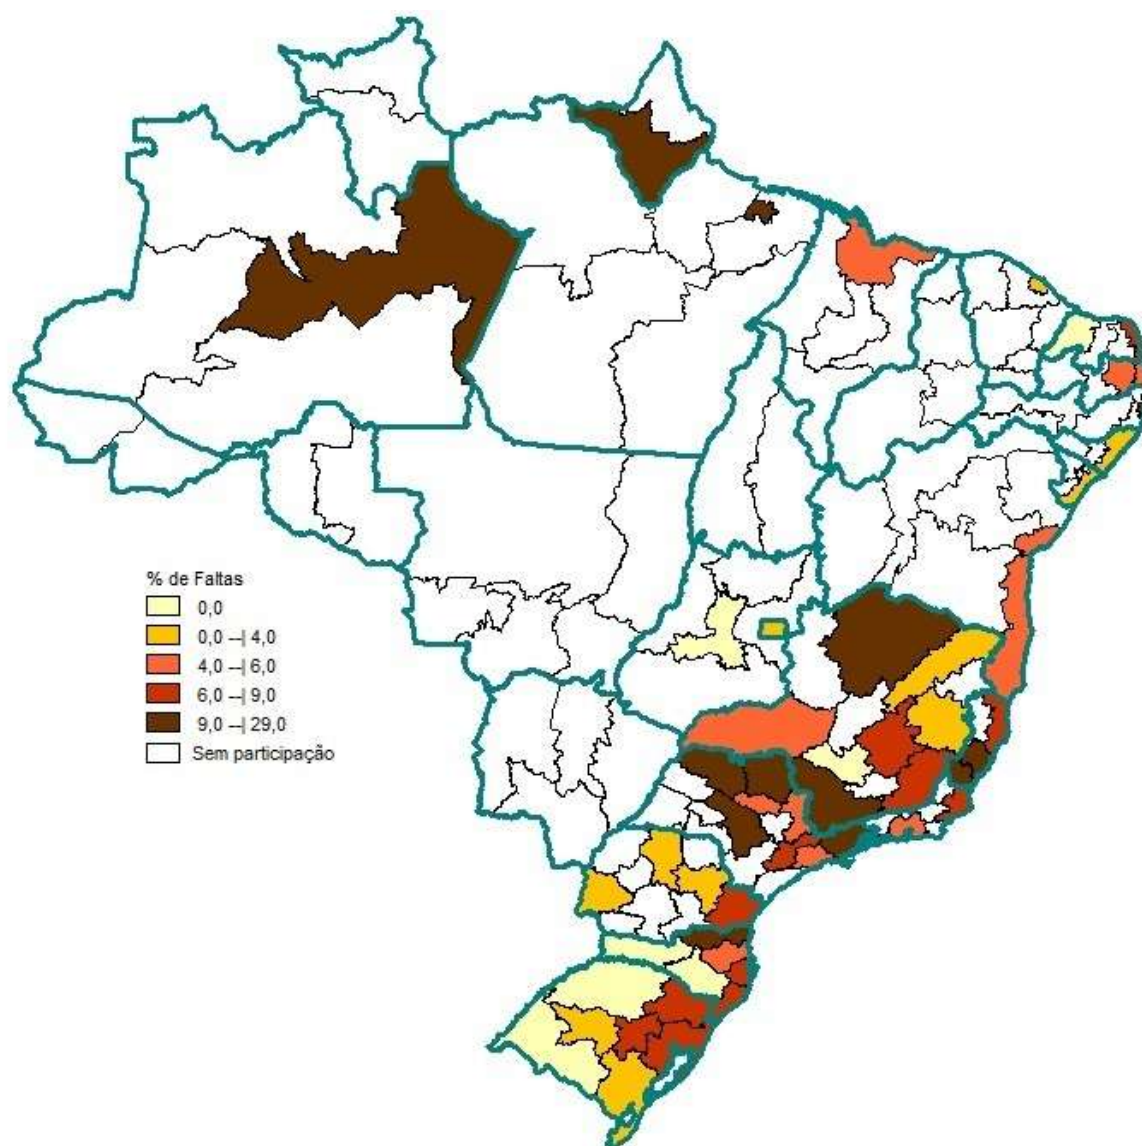 % de Faltas
0,0
0,0 --| 4,0
4,0 --| 6,0
6,0 --| 9,0
9,0 --| 29,0
Sem participação